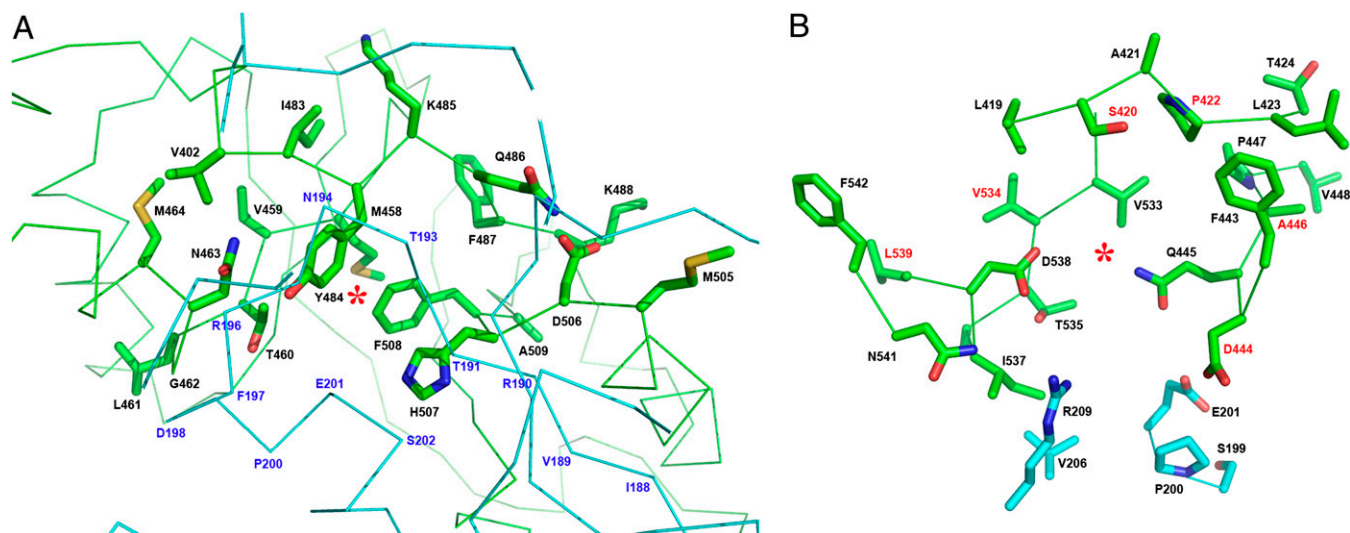 A
I483
K485
V402
Q486
K488
M464
V459
N194
M458
T193
F487
N463
M505
Y484
*
R196
D506
T460
F508
A509
G462
T191
R190
L461
F197
E201
H507
D198
S202
P200
V189
I188
B
A421
T424
P422
L423
L419
S420
P447
F542
V534
V533
V448
F443
A446
L539
*
Q445
D538
T535
N541
I537
D444
R209
E201
S199
V206
P200